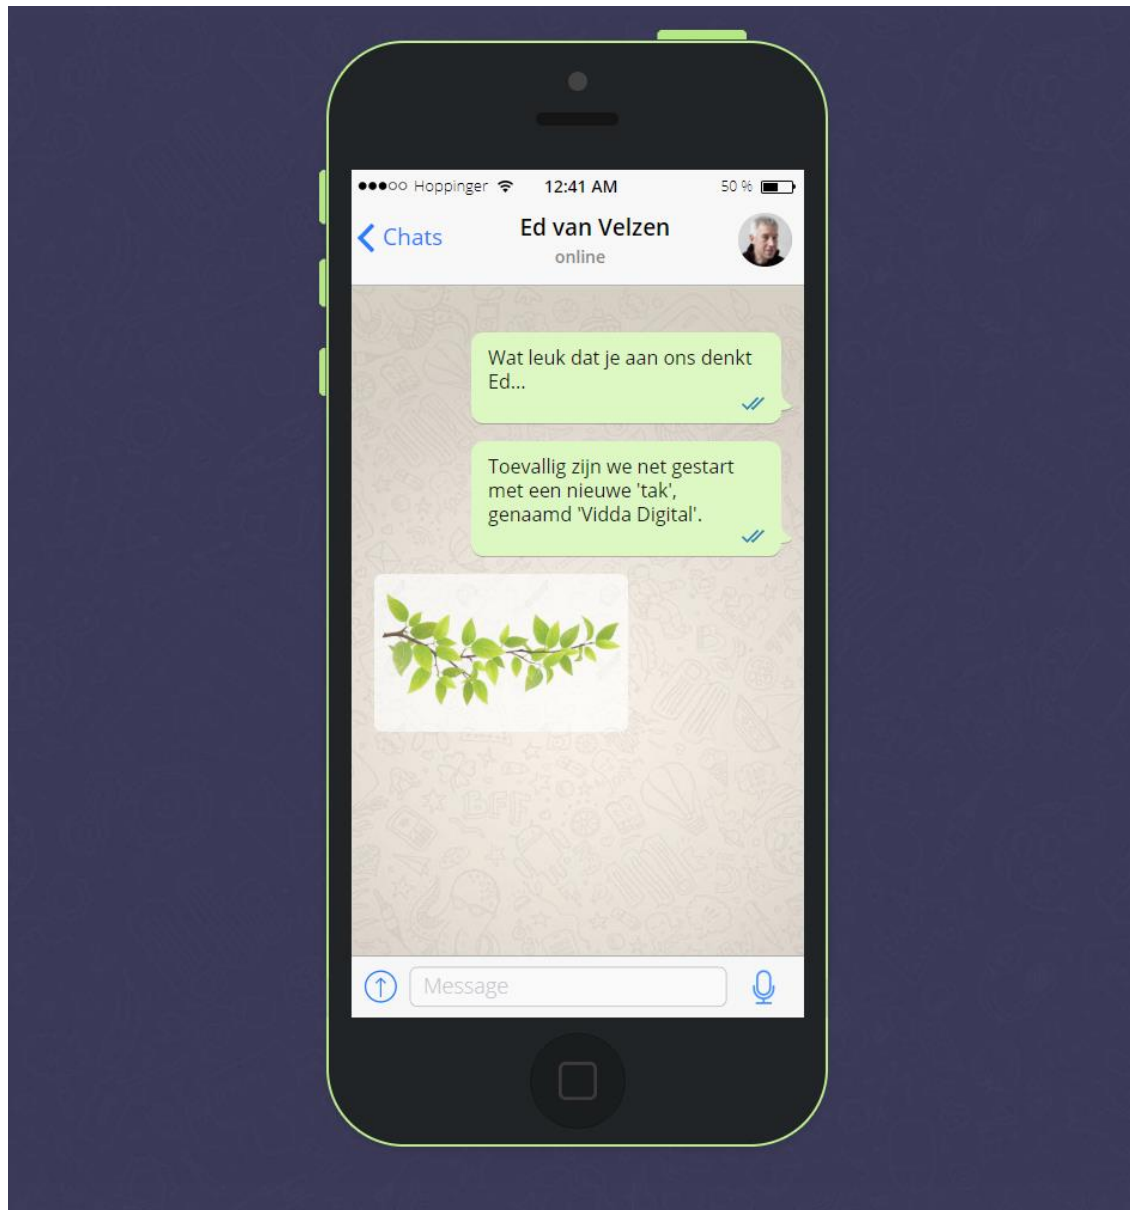 Hoppinger 12:41 AM 50 %
Chats
Ed van Velzen
online
Wat leuk dat je aan ons denkt
Ed...
Toevallig zijn we net gestart
met een nieuwe 'tak',
genaamd 'Vidda Digital'.
BFF
Message